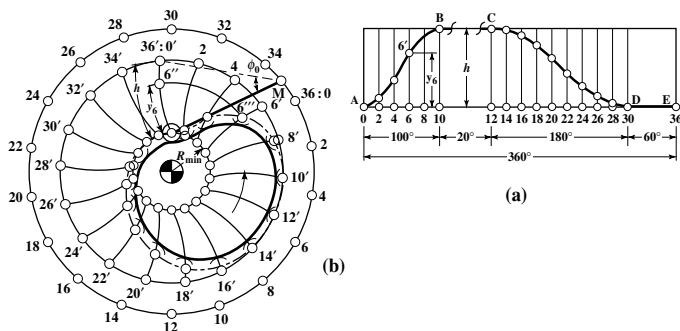 30
28
32
26
34
24
36:0
22
2
20
4
18
6
16
8
14
10
12
36′:0′
34′
2
4
6′
32′
8′
30′
10′
28′
12′
26′
14′
24′
16′
22′
18′
20′
6′′
6′′′
h
y6
ϕ0
M
Rmin
(b)
B
C
6′
y6
h
A
D
E
0 2 4 6 8 10
12 14 16 18 20 22 24 26 28 30
36
100°
20°
180°
60°
360°
(a)